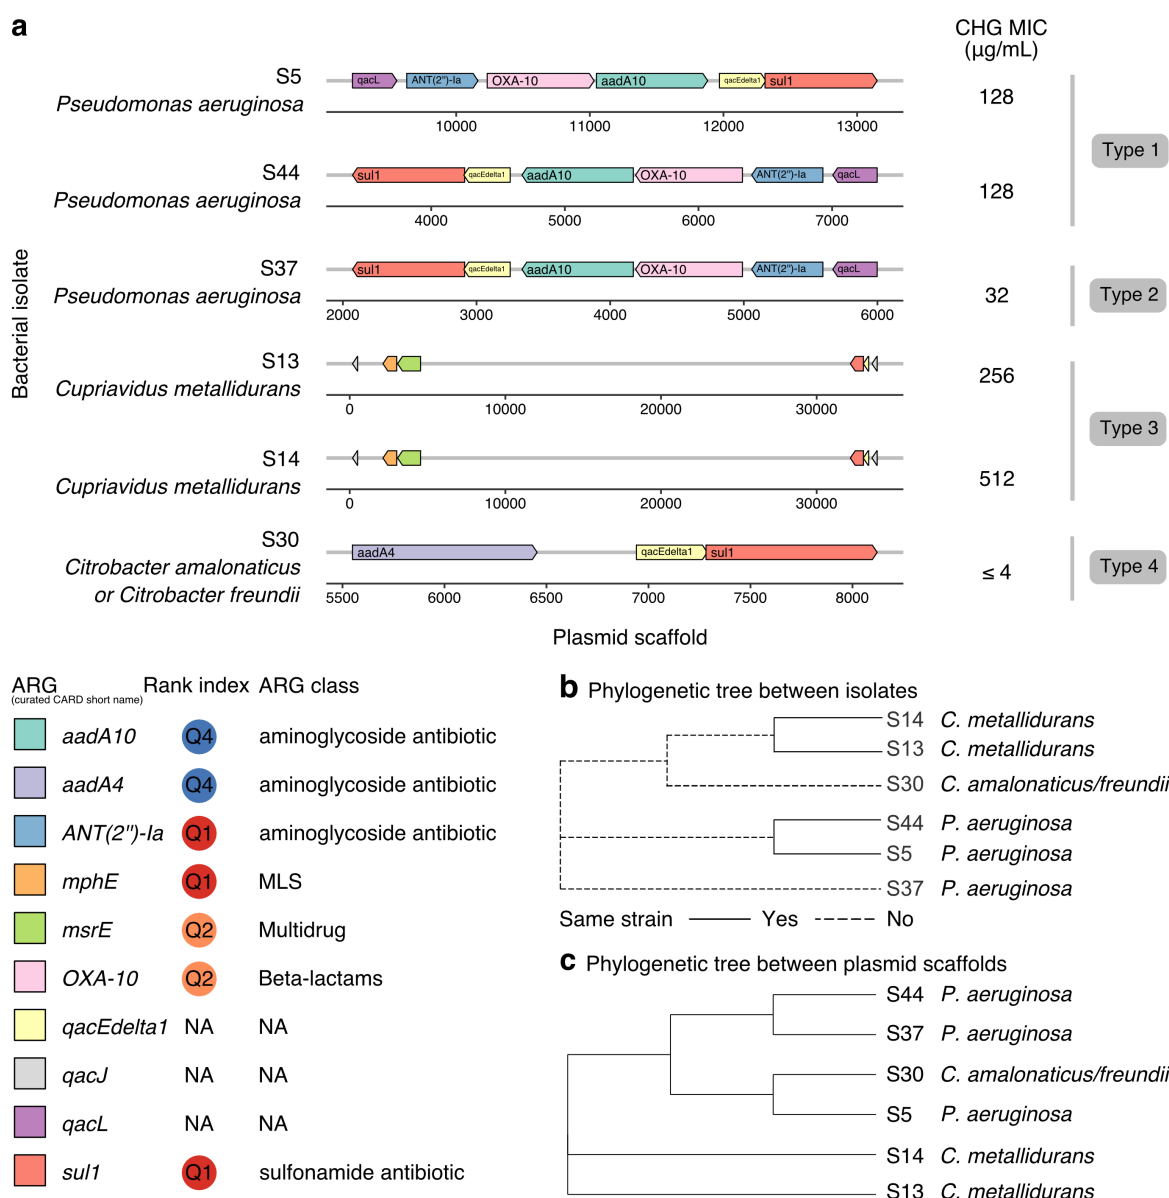 a
CHG MIC
(µg/mL)
Bacterial isolate
S5
Pseudomonas aeruginosa
qacL ANT(2")-Ia OXA-10 aadA10 qacEdelta1 sul1
10000 11000 12000 13000
128
Type 1
S44
Pseudomonas aeruginosa
sul1 qacEdelta1 aadA10 OXA-10 ANT(2")-Ia qacL
4000 5000 6000 7000
128
S37
Pseudomonas aeruginosa
sul1 qacEdelta1 aadA10 OXA-10 ANT(2")-Ia qacL
2000 3000 4000 5000 6000
32
Type 2
S13
Cupriavidus metallidurans
0 10000 20000 30000
256
Type 3
S14
Cupriavidus metallidurans
0 10000 20000 30000
512
S30
Citrobacter amalonaticus
or Citrobacter freundii
aadA4 qacEdelta1 sul1
5500 6000 6500 7000 7500 8000
≤ 4
Type 4
Plasmid scaffold
ARG Rank index ARG class
(curated CARD short name)
aadA10 Q4 aminoglycoside antibiotic
aadA4 Q4 aminoglycoside antibiotic
ANT(2")-Ia Q1 aminoglycoside antibiotic
mphE Q1 MLS
msrE Q2 Multidrug
OXA-10 Q2 Beta-lactams
qacEdelta1 NA NA
qacJ NA NA
qacL NA NA
sul1 Q1 sulfonamide antibiotic
b Phylogenetic tree between isolates
S14 C. metallidurans
S13 C. metallidurans
S30 C. amalonaticus/freundii
S44 P. aeruginosa
S5 P. aeruginosa
S37 P. aeruginosa
Same strain Yes No
c Phylogenetic tree between plasmid scaffolds
S44 P. aeruginosa
S37 P. aeruginosa
S30 C. amalonaticus/freundii
S5 P. aeruginosa
S14 C. metallidurans
S13 C. metallidurans